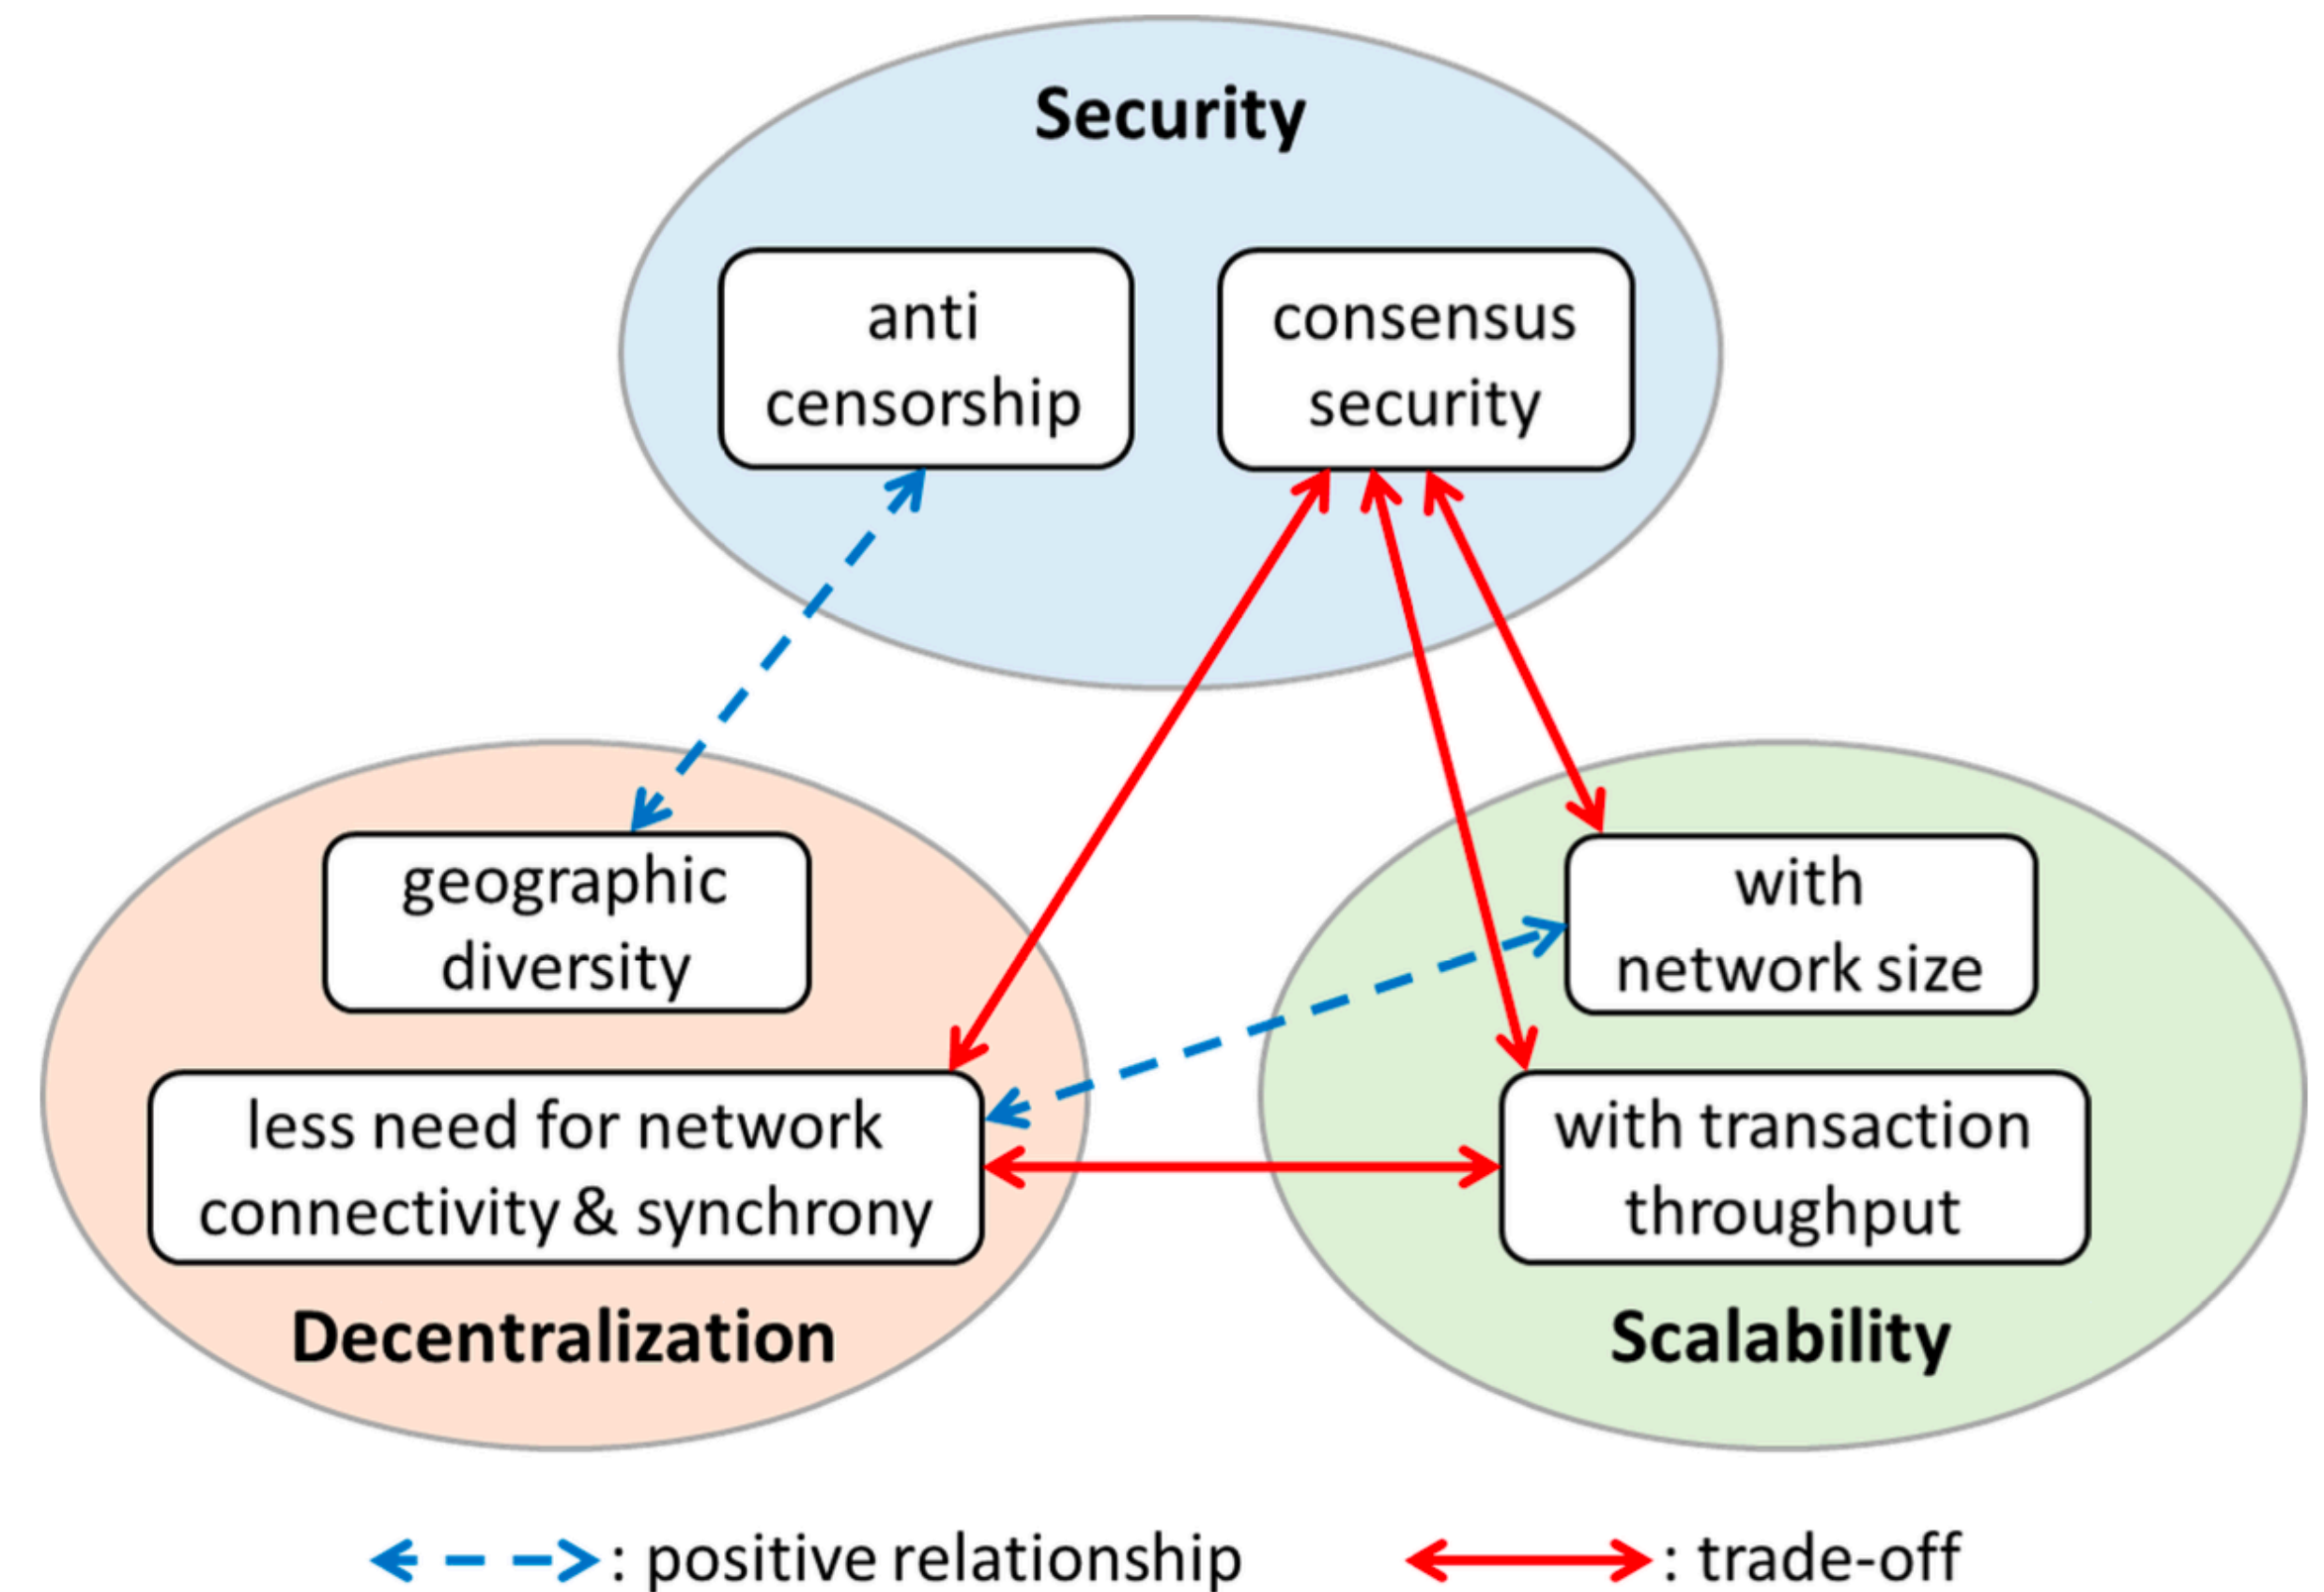 Security
anti
censorship
consensus
security
geographic
diversity
less need for network
connectivity & synchrony
Decentralization
with
network size
with transaction
throughput
Scalability
: positive relationship
: trade-off